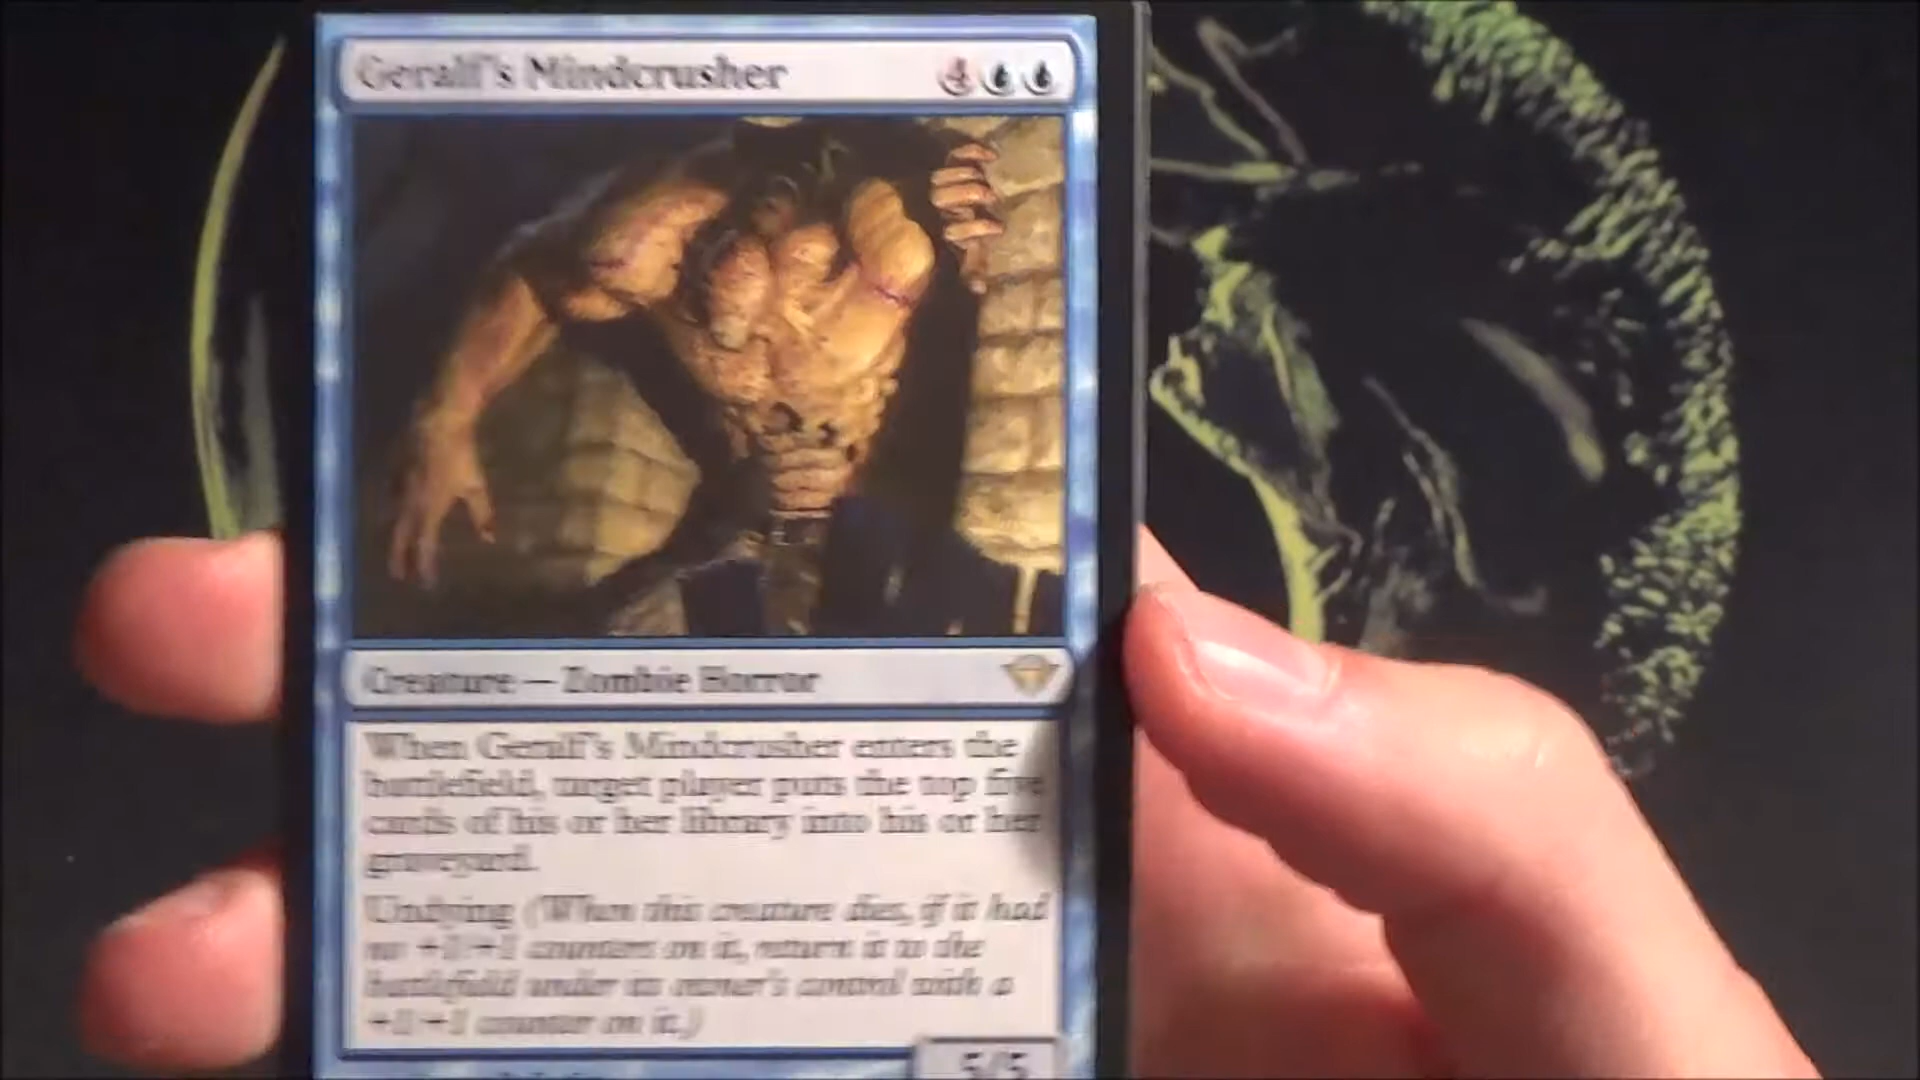 Geralf's Mindcrusher 4
Creature — Zombie Horror
When Geralf's Mindcrusher enters the
battlefield, target player puts the top five
cards of his or her library into his or her
graveyard.
Undying (When this creature dies, if it had
no +1/+1 counters on it, return it to the
battlefield under its owner's control with a
+1/+1 counter on it.)
5/5